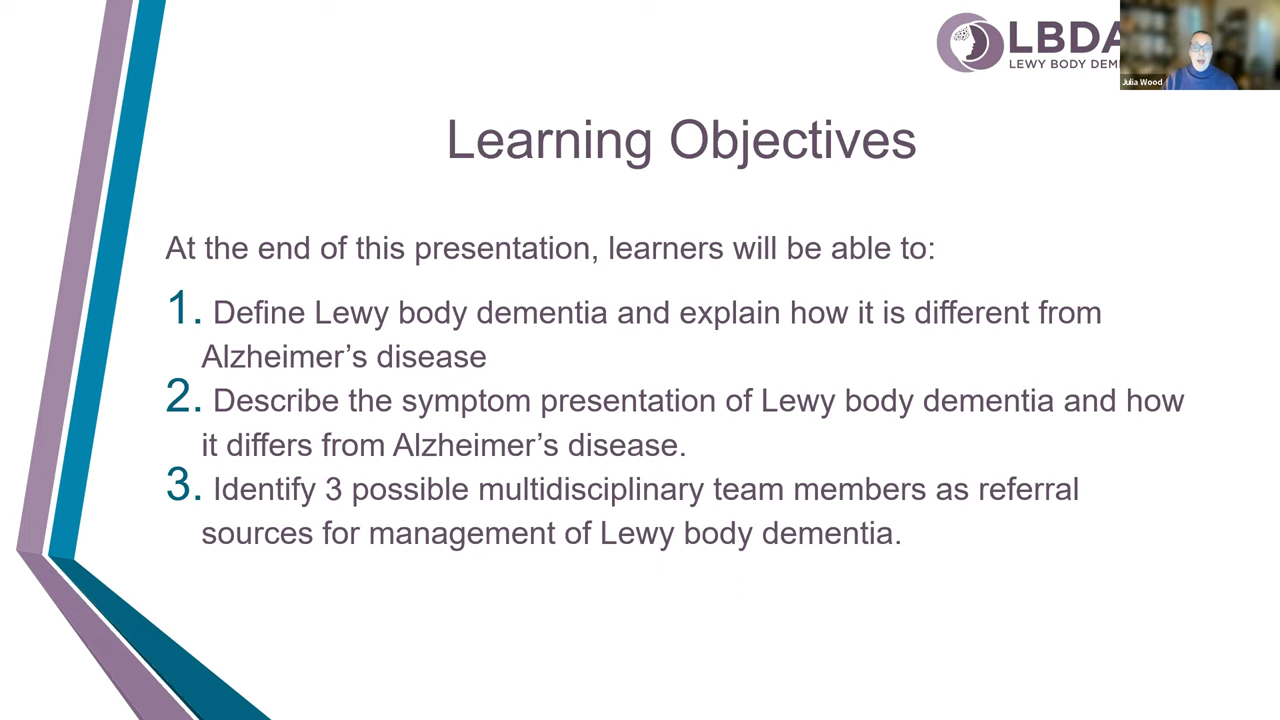 LBDA
LEWY BODY DEM
Julia Wood
Learning Objectives
At the end of this presentation, learners will be able to:
1. Define Lewy body dementia and explain how it is different from
Alzheimer’s disease
2. Describe the symptom presentation of Lewy body dementia and how
it differs from Alzheimer’s disease.
3. Identify 3 possible multidisciplinary team members as referral
sources for management of Lewy body dementia.